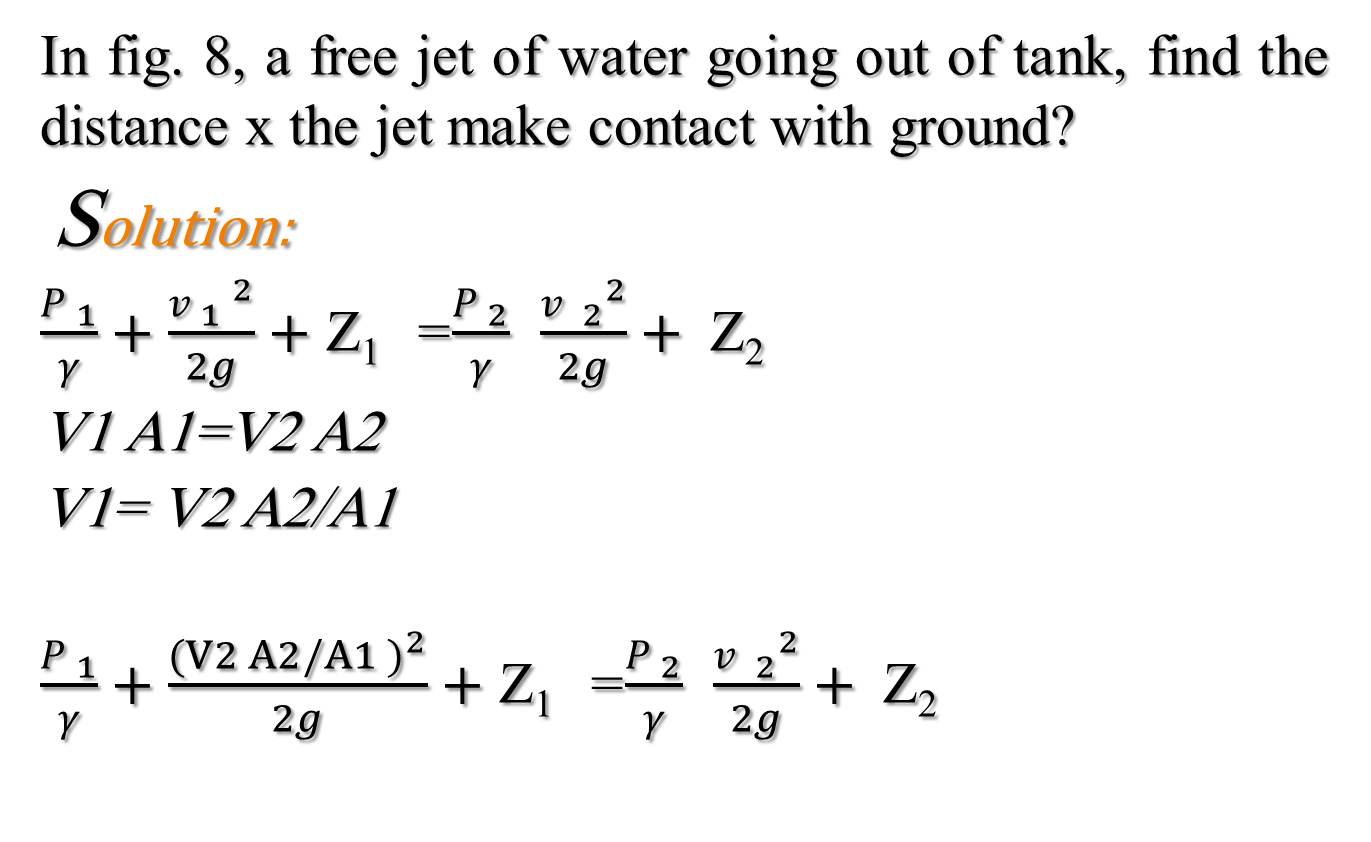 In fig. 8, a free jet of water going out of tank, find the
distance x the jet make contact with ground?
Solution:
P₁/γ + v₁²/2g + Z₁ = P₂/γ v₂²/2g + Z₂
V1 A1=V2 A2
V1= V2 A2/A1
P₁/γ + (V2 A2/A1 )²/2g + Z₁ = P₂/γ v₂²/2g + Z₂